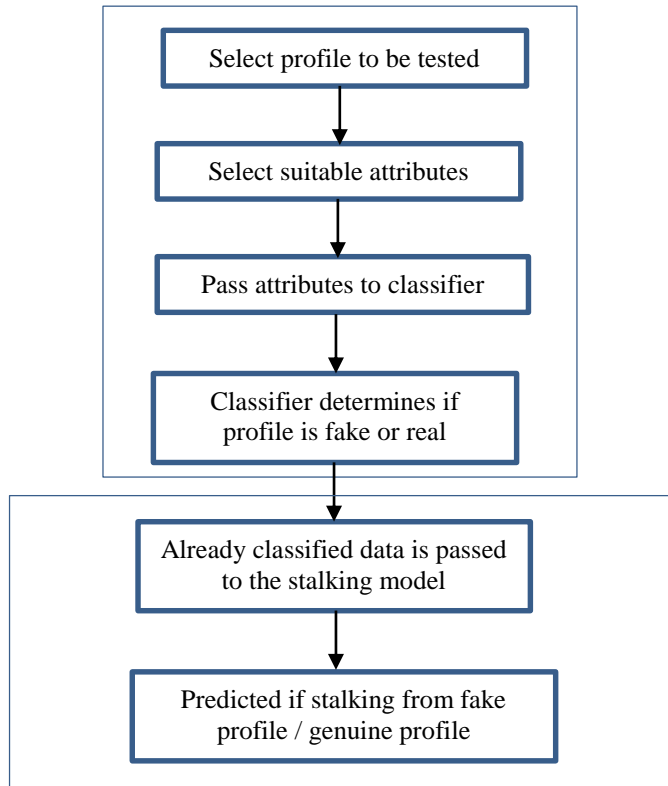 Select profile to be tested
Select suitable attributes
Pass attributes to classifier
Classifier determines if
profile is fake or real
Already classified data is passed
to the stalking model
Predicted if stalking from fake
profile / genuine profile